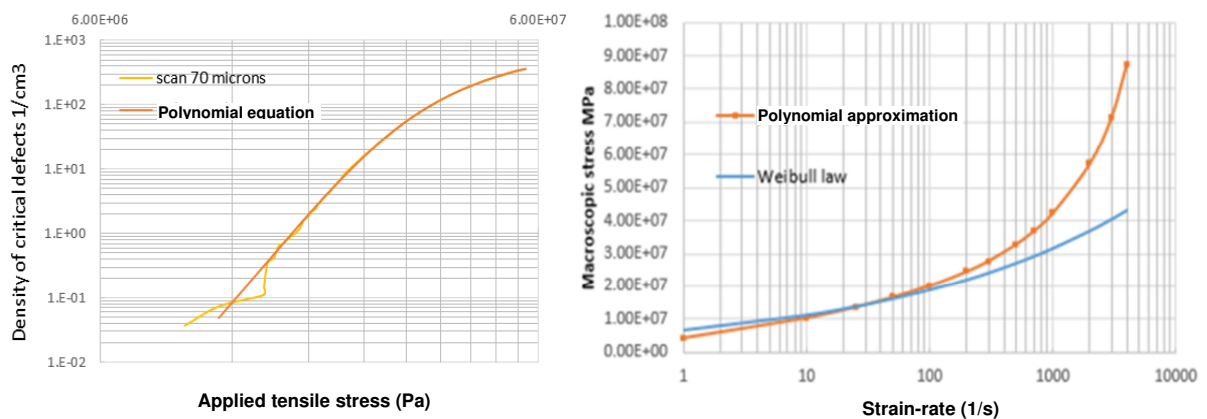 6.00E+06 6.00E+07
1.E+03
1.E+02
1.E+01
1.E+00
1.E-01
1.E-02
Density of critical defects 1/cm3
scan 70 microns
Polynomial equation
Applied tensile stress (Pa)
1.00E+08
9.00E+07
8.00E+07
7.00E+07
6.00E+07
5.00E+07
4.00E+07
3.00E+07
2.00E+07
1.00E+07
0.00E+00
Macroscopic stress MPa
Polynomial approximation
Weibull law
1 10 100 1000 10000
Strain-rate (1/s)